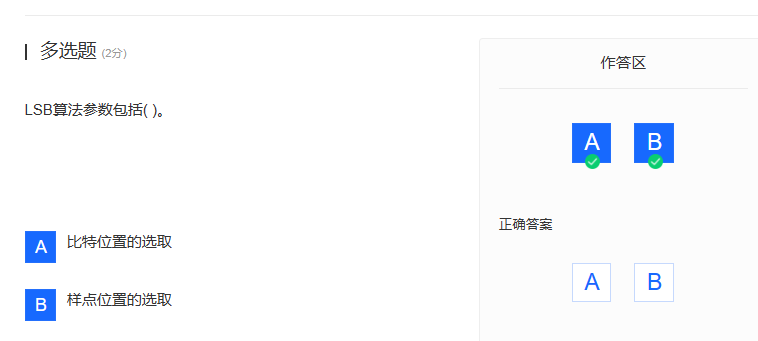 多选题 (2分)
LSB算法参数包括( )。
A 比特位置的选取
B 样点位置的选取
作答区
A B
正确答案
A B